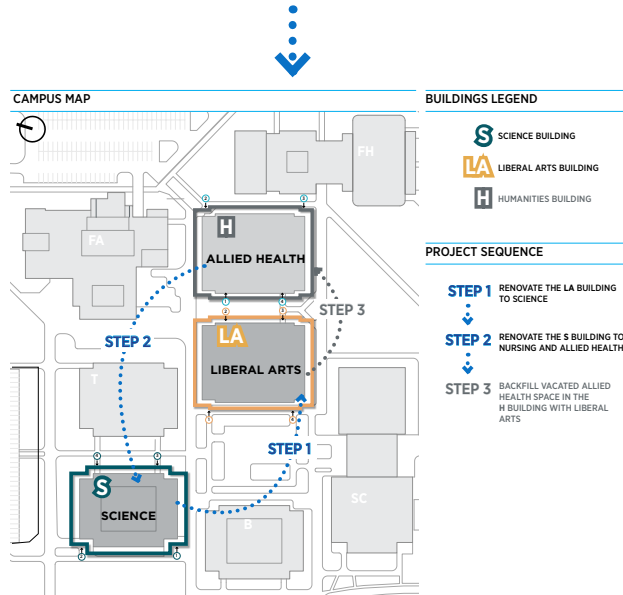 CAMPUS MAP
FH
FA
H
ALLIED HEALTH
STEP 3
STEP 2
LA
LIBERAL ARTS
T
STEP 1
S
SCIENCE
B
SC
BUILDINGS LEGEND
S SCIENCE BUILDING
LA LIBERAL ARTS BUILDING
H HUMANITIES BUILDING
PROJECT SEQUENCE
STEP 1 RENOVATE THE LA BUILDING
TO SCIENCE
STEP 2 RENOVATE THE S BUILDING TO
NURSING AND ALLIED HEALTH
STEP 3 BACKFILL VACATED ALLIED
HEALTH SPACE IN THE
H BUILDING WITH LIBERAL
ARTS